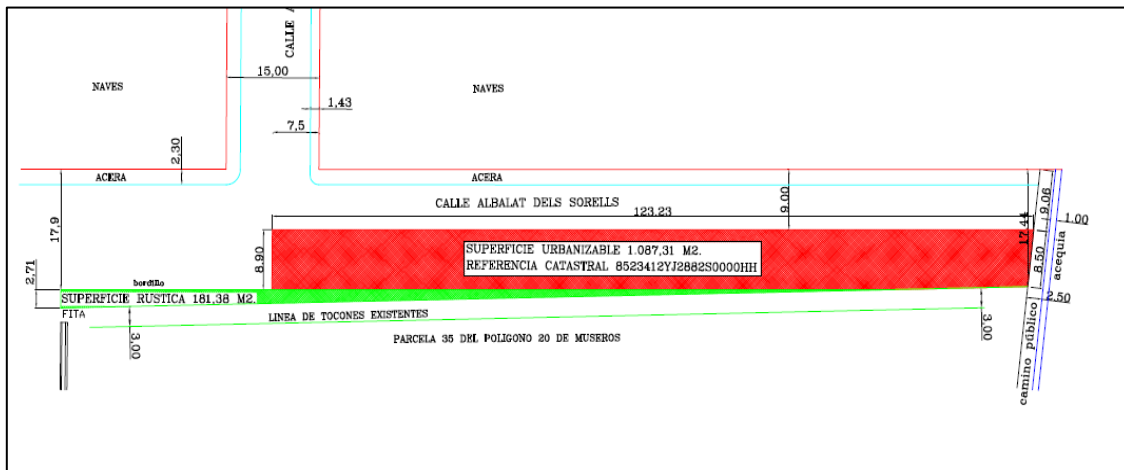 CALLE A
15,00
NAVES
NAVES
1,43
7,5
2,30
ACERA
ACERA
CALLE ALBALAT DELS SORELLS
123.23
9.00
17,9
17.44
9.06
1.00
acequia
8.90
SUPERFICIE URBANIZABLE 1.087,31 M2.
REFERENCIA CATASTRAL 8523412YJ2882S0000HH
8.50
2,71
bordillo
SUPERFICIE RUSTICA 181,38 M2.
2.50
FITA
LINEA DE TOCONES EXISTENTES
3.00
3.00
PARCELA 35 DEL POLIGONO 20 DE MUSEROS
camino público